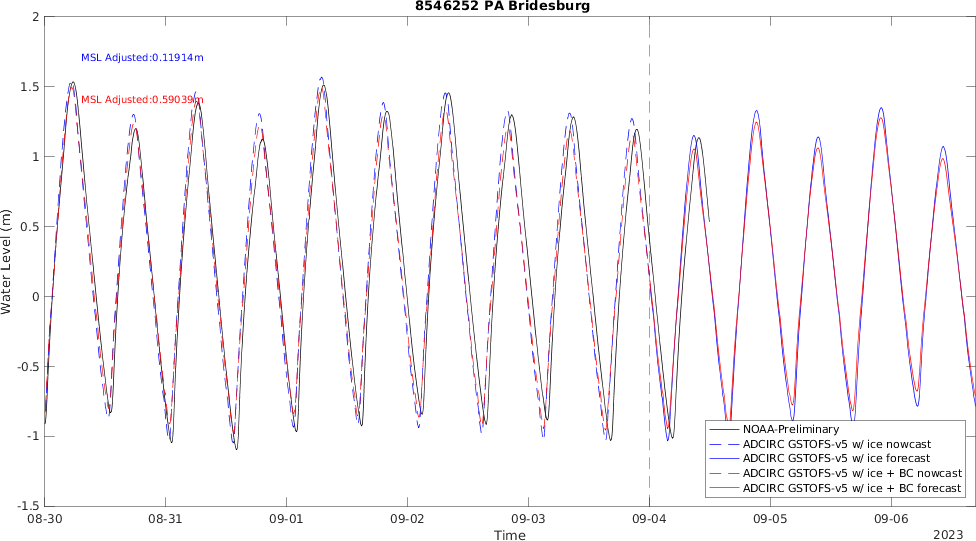 8546252 PA Bridesburg
2
MSL Adjusted:0.11914m
1.5
MSL Adjusted:0.59039m
1
0.5
Water Level (m)
0
-0.5
-1
NOAA-Preliminary
ADCIRC GSTOFS-v5 w/ ice nowcast
ADCIRC GSTOFS-v5 w/ ice forecast
ADCIRC GSTOFS-v5 w/ ice + BC nowcast
ADCIRC GSTOFS-v5 w/ ice + BC forecast
-1.5
08-30 08-31 09-01 09-02 09-03 09-04 09-05 09-06
Time
2023